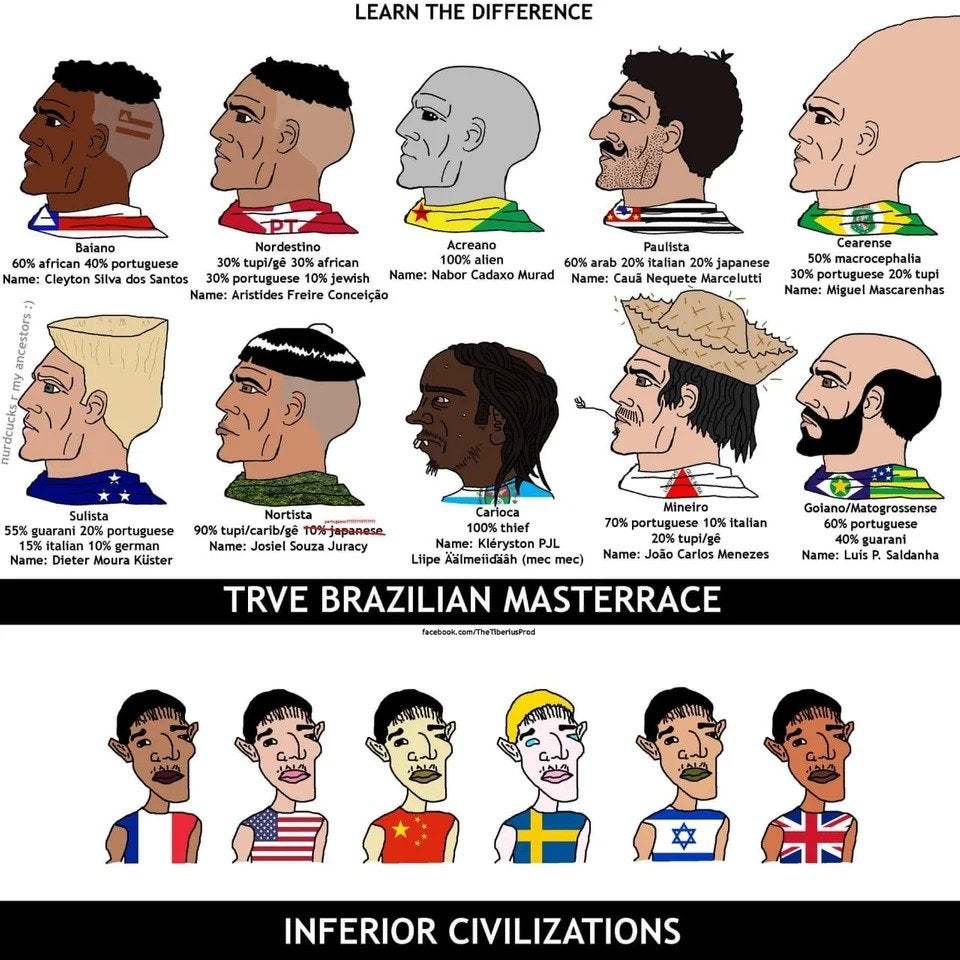 LEARN THE DIFFERENCE
PT
Baiano
60% african 40% portuguese
Name: Cleyton Silva dos Santos
Nordestino
30% tupi/gê 30% african
30% portuguese 10% jewish
Name: Aristides Freire Conceição
Acreano
100% alien
Name: Nabor Cadaxo Murad
Paulista
60% arab 20% italian 20% japanese
Name: Cauã Nequete Marcelutti
Cearense
50% macrocephalia
30% portuguese 20% tupi
Name: Miguel Mascarenhas
nurdcucks r my ancestors :)
Sulista
55% guarani 20% portuguese
15% italian 10% german
Name: Dieter Moura Küster
Nortista
90% tupi/carib/gê 10% japanese
Name: Josiel Souza Juracy
Carioca
100% thief
Name: Kléryston PJL
Liipe Äälmeiidääh (mec mec)
Mineiro
70% portuguese 10% italian
20% tupi/gê
Name: João Carlos Menezes
Goiano/Matogrossense
60% portuguese
40% guarani
Name: Luís P. Saldanha
TRVE BRAZILIAN MASTERRACE
facebook.com/TheTiberiusProd
INFERIOR CIVILIZATIONS